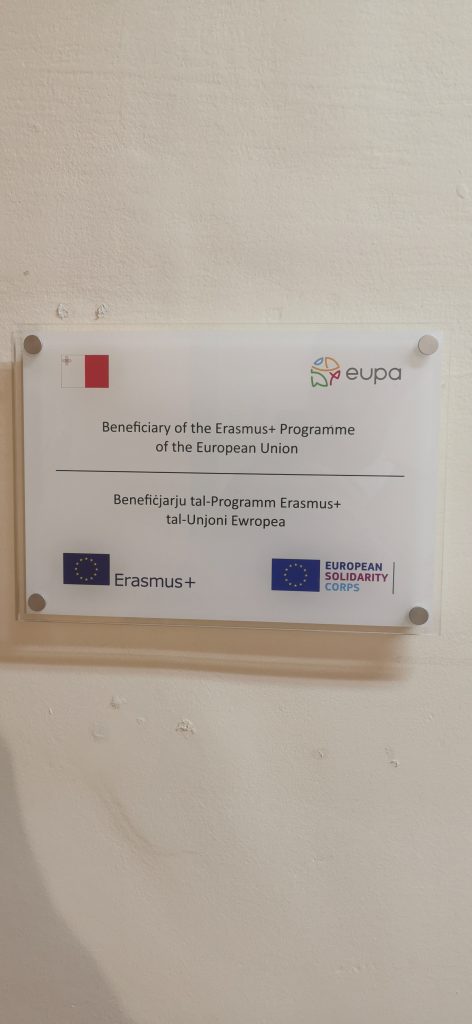 eupa
Beneficiary of the Erasmus+ Programme
of the European Union
Benefiċjarju tal-Programm Erasmus+
tal-Unjoni Ewropea
Erasmus+
EUROPEAN
SOLIDARITY
CORPS